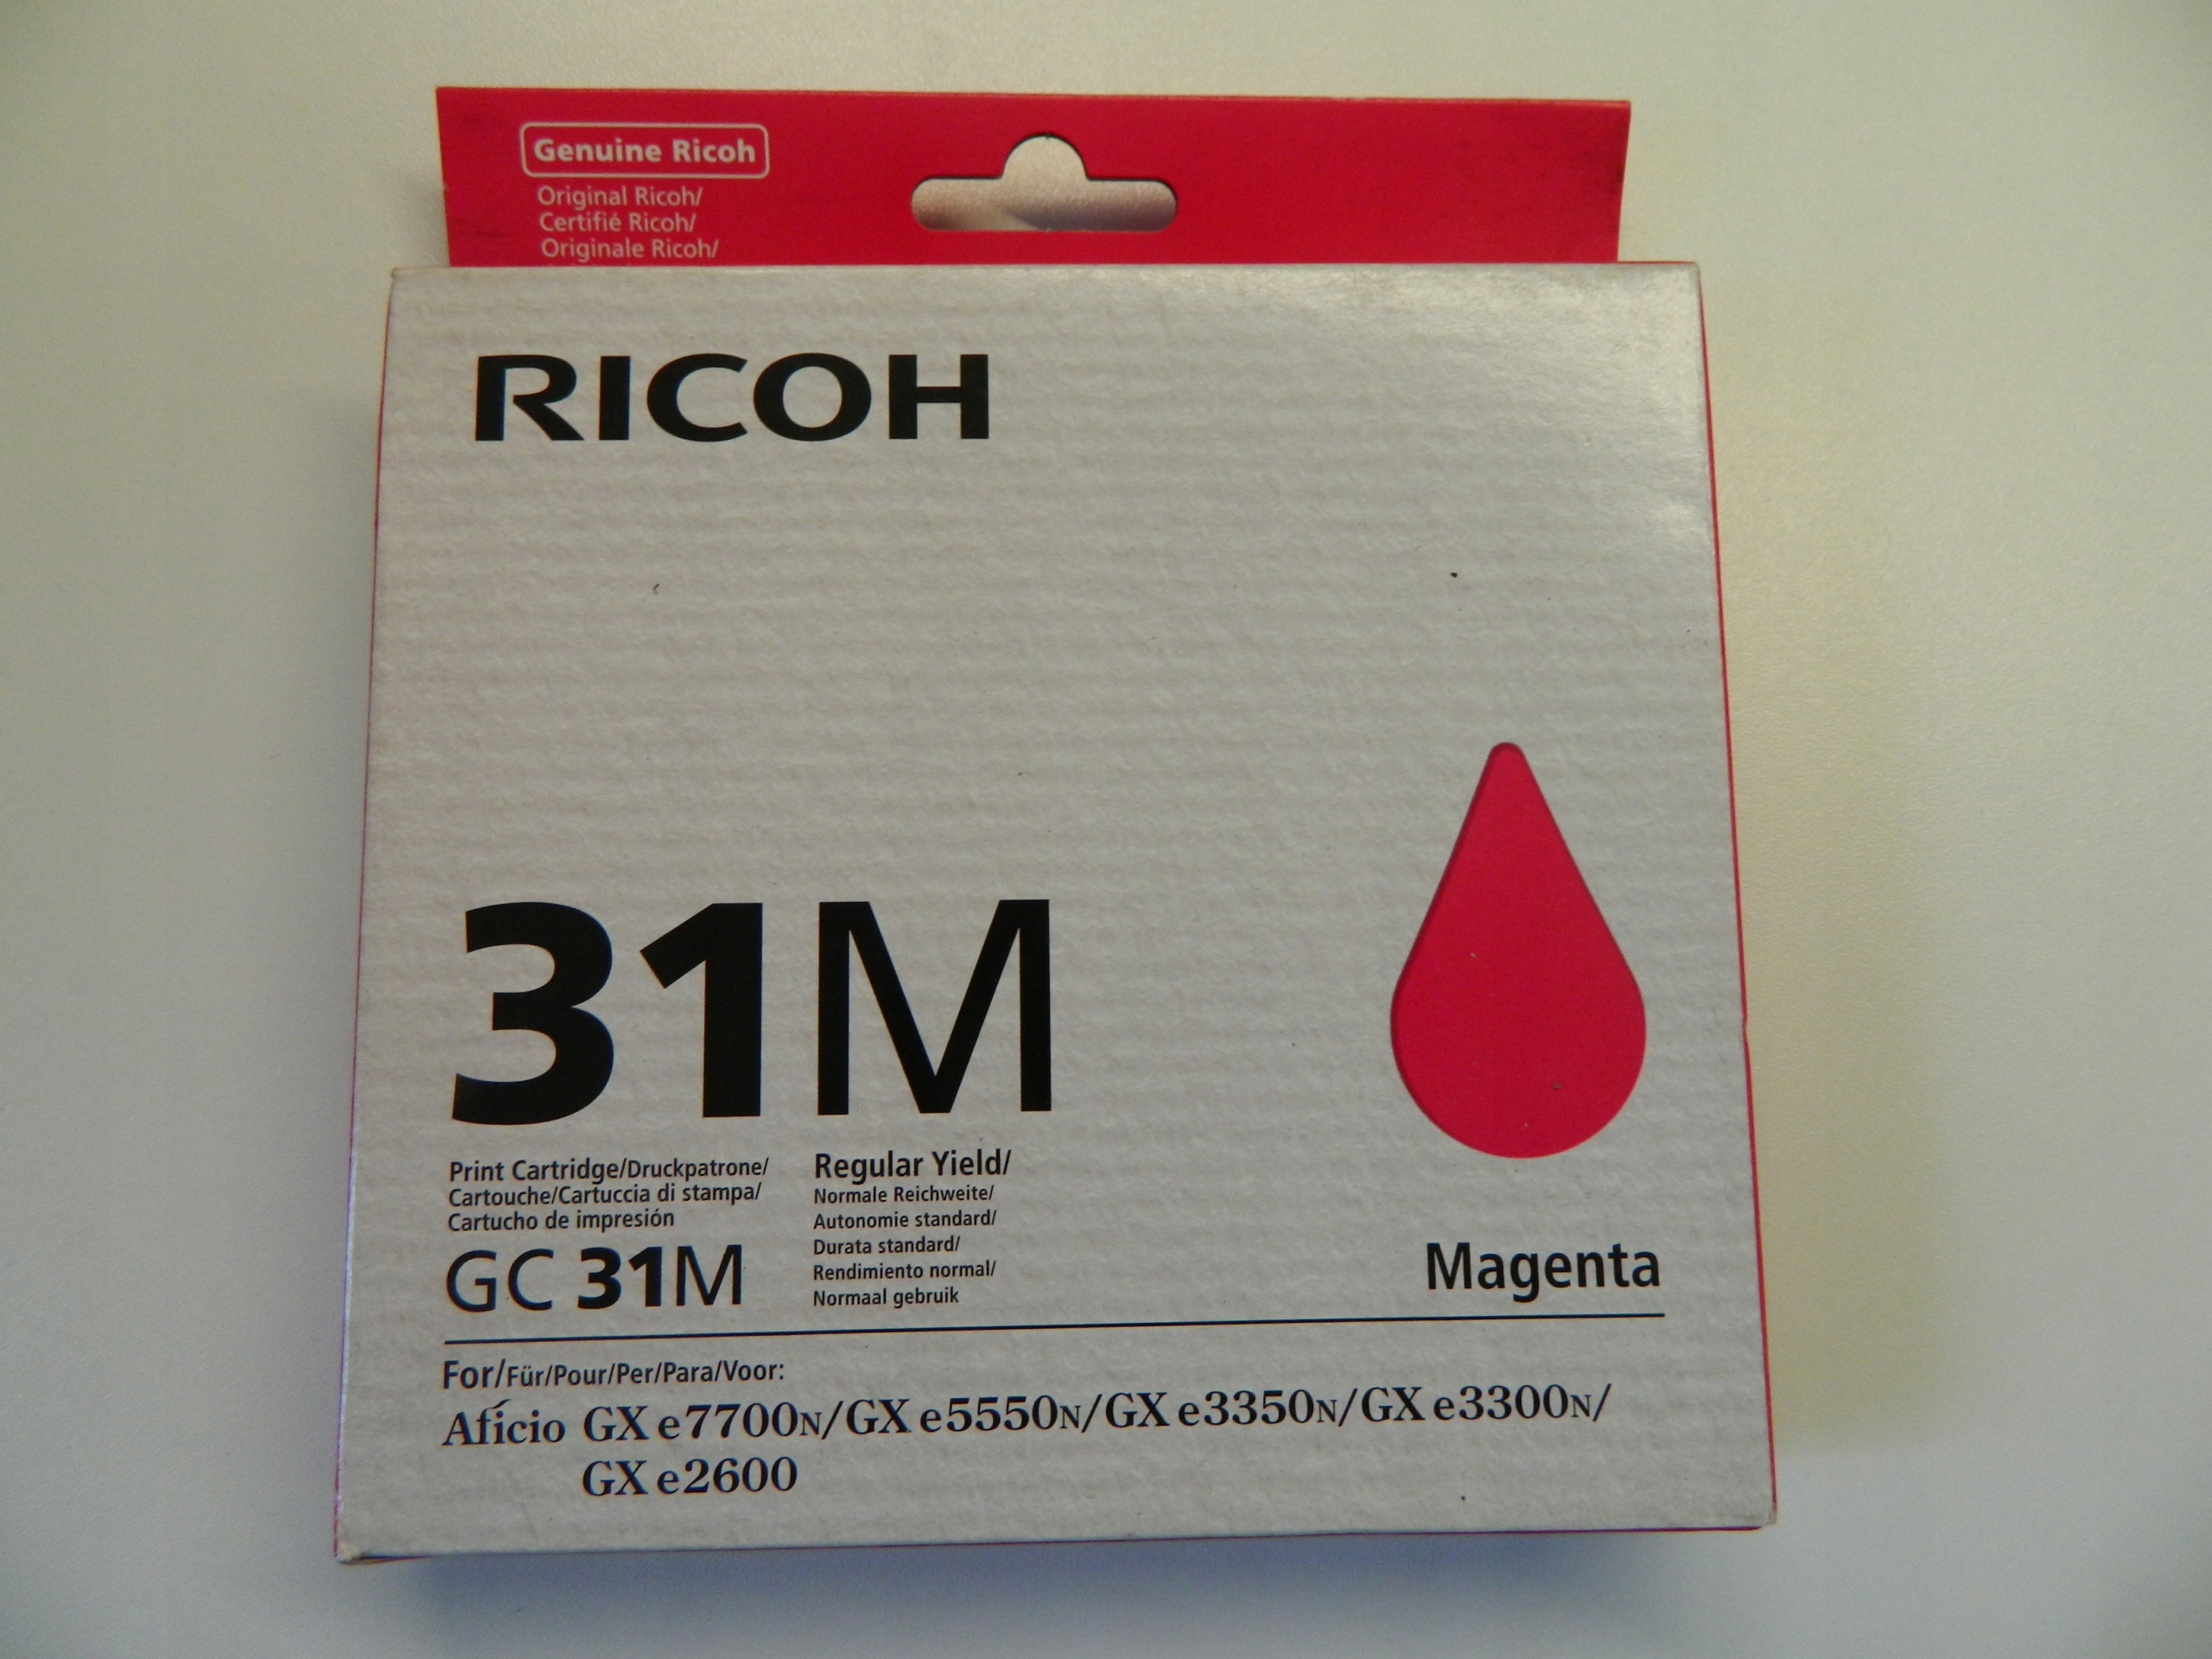 Genuine Ricoh
Original Ricoh/
Certifié Ricoh/
Originale Ricoh/
RICOH
31M
Print Cartridge/Druckpatrone/
Cartouche/Cartuccia di stampa/
Cartucho de impresión
GC 31M
Regular Yield/
Normale Reichweite/
Autonomie standard/
Durata standard/
Rendimiento normal/
Normaal gebruik
Magenta
For/Für/Pour/Per/Para/Voor:
Aficio GX e7700N/GX e5550N/GX e3350N/GX e3300N/
GX e2600